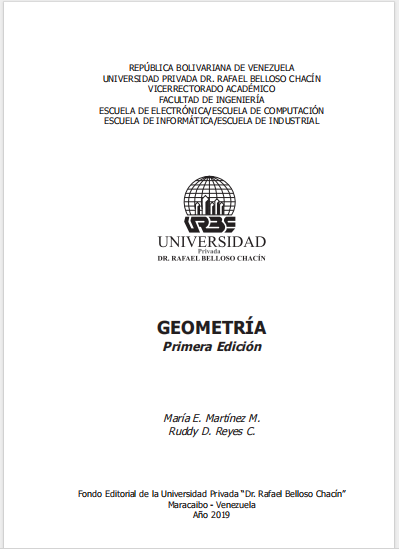 REPÚBLICA BOLIVARIANA DE VENEZUELA
UNIVERSIDAD PRIVADA DR. RAFAEL BELLOSO CHACÍN
VICERRECTORADO ACADÉMICO
FACULTAD DE INGENIERÍA
ESCUELA DE ELECTRÓNICA/ESCUELA DE COMPUTACIÓN
ESCUELA DE INFORMÁTICA/ESCUELA DE INDUSTRIAL
URBE
UNIVERSIDAD
Privada
DR. RAFAEL BELLOSO CHACÍN
GEOMETRÍA
Primera Edición
María E. Martínez M.
Ruddy D. Reyes C.
Fondo Editorial de la Universidad Privada “Dr. Rafael Belloso Chacín”
Maracaibo - Venezuela
Año 2019